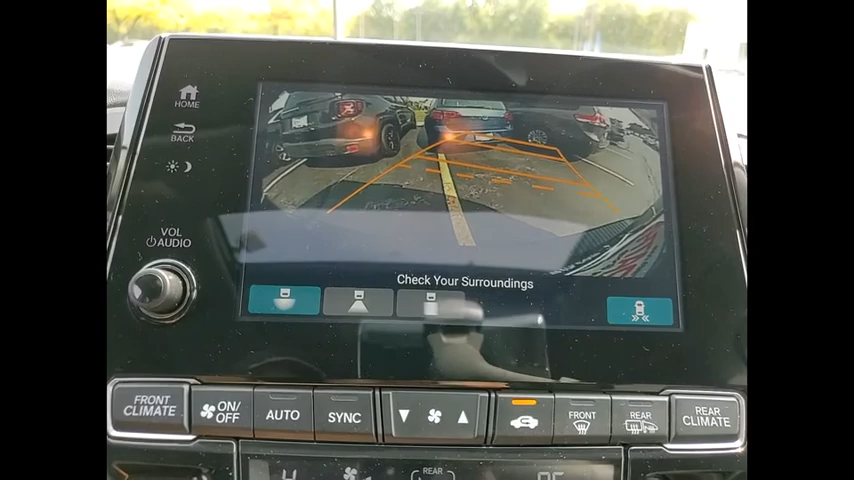 HOME
BACK
VOL
AUDIO
Check Your Surroundings
FRONT
CLIMATE
ON/
OFF
AUTO
SYNC
FRONT
REAR
REAR
CLIMATE
REAR